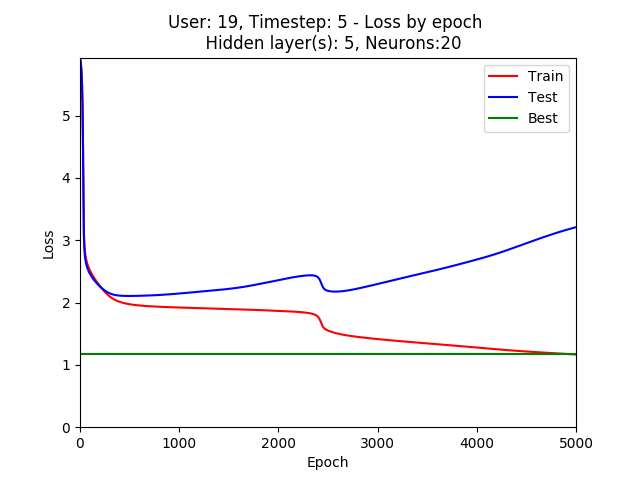 User: 19, Timestep: 5 - Loss by epoch
Hidden layer(s): 5, Neurons:20
Train
Test
Best
5
4
3
2
1
0
Loss
0
1000
2000
3000
4000
5000
Epoch